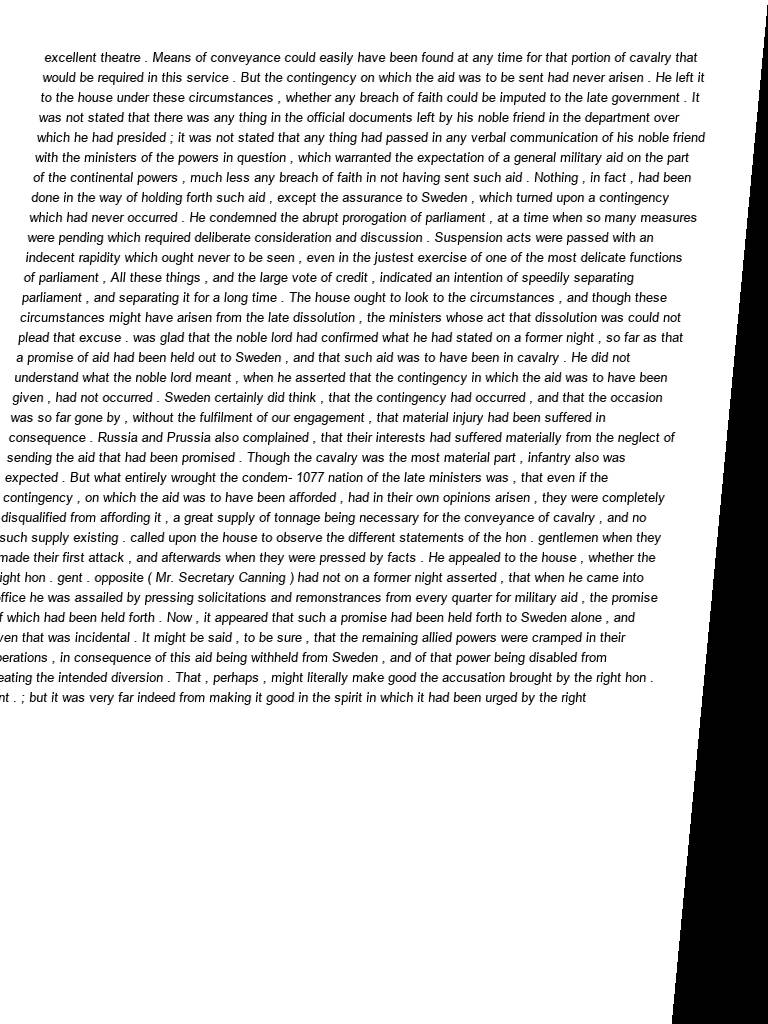 excellent theatre . Means of conveyance could easily have been found at any time for that portion of cavalry that
would be required in this service . But the contingency on which the aid was to be sent had never arisen . He left it
to the house under these circumstances , whether any breach of faith could be imputed to the late government . It
was not stated that there was any thing in the official documents left by his noble friend in the department over
which he had presided ; it was not stated that any thing had passed in any verbal communication of his noble friend
with the ministers of the powers in question , which warranted the expectation of a general military aid on the part
of the continental powers , much less any breach of faith in not having sent such aid . Nothing , in fact , had been
done in the way of holding forth such aid , except the assurance to Sweden , which turned upon a contingency
which had never occurred . He condemned the abrupt prorogation of parliament , at a time when so many measures
were pending which required deliberate consideration and discussion . Suspension acts were passed with an
indecent rapidity which ought never to be seen , even in the justest exercise of one of the most delicate functions
of parliament , All these things , and the large vote of credit , indicated an intention of speedily separating
parliament , and separating it for a long time . The house ought to look to the circumstances , and though these
circumstances might have arisen from the late dissolution , the ministers whose act that dissolution was could not
plead that excuse . was glad that the noble lord had confirmed what he had stated on a former night , so far as that
a promise of aid had been held out to Sweden , and that such aid was to have been in cavalry . He did not
understand what the noble lord meant , when he asserted that the contingency in which the aid was to have been
given , had not occurred . Sweden certainly did think , that the contingency had occurred , and that the occasion
was so far gone by , without the fulfilment of our engagement , that material injury had been suffered in
consequence . Russia and Prussia also complained , that their interests had suffered materially from the neglect of
sending the aid that had been promised . Though the cavalry was the most material part , infantry also was
expected . But what entirely wrought the condem- 1077 nation of the late ministers was , that even if the
contingency , on which the aid was to have been afforded , had in their own opinions arisen , they were completely
disqualified from affording it , a great supply of tonnage being necessary for the conveyance of cavalry , and no
such supply existing . called upon the house to observe the different statements of the hon . gentlemen when they
made their first attack , and afterwards when they were pressed by facts . He appealed to the house , whether the
ight hon . gent . opposite ( Mr. Secretary Canning ) had not on a former night asserted , that when he came into
ffice he was assailed by pressing solicitations and remonstrances from every quarter for military aid , the promise
f which had been held forth . Now , it appeared that such a promise had been held forth to Sweden alone , and
ven that was incidental . It might be said , to be sure , that the remaining allied powers were cramped in their
perations , in consequence of this aid being withheld from Sweden , and of that power being disabled from
eating the intended diversion . That , perhaps , might literally make good the accusation brought by the right hon .
nt . ; but it was very far indeed from making it good in the spirit in which it had been urged by the right